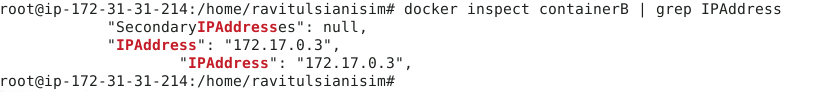 root@ip-172-31-31-214:/home/ravitulsianisim# docker inspect containerB | grep IPAddress
            "SecondaryIPAddresses": null,
            "IPAddress": "172.17.0.3",
                    "IPAddress": "172.17.0.3",
root@ip-172-31-31-214:/home/ravitulsianisim#